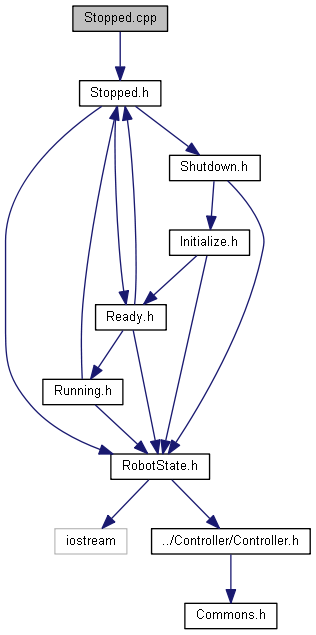 Stopped.cpp
Stopped.h
Shutdown.h
Initialize.h
Ready.h
Running.h
RobotState.h
iostream
../Controller/Controller.h
Commons.h